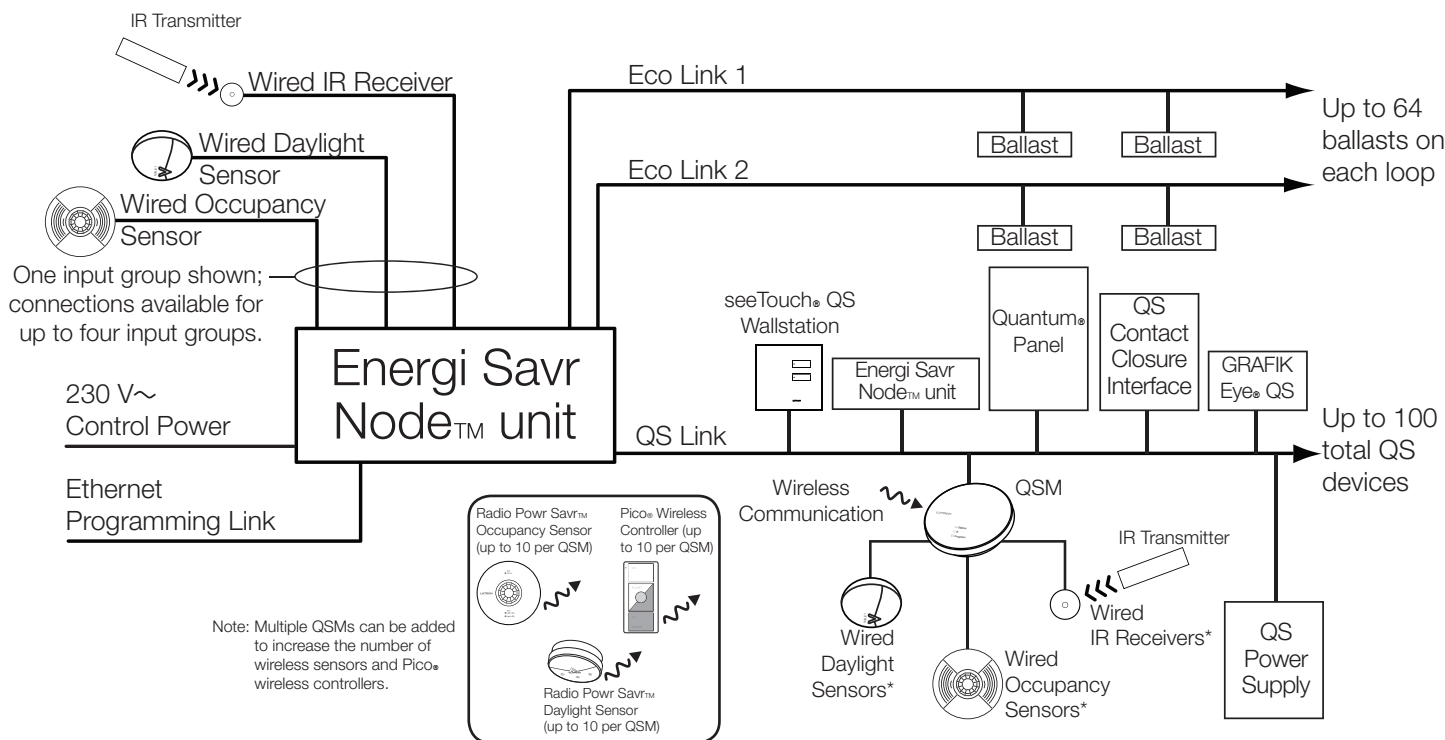 IR Transmitter
Wired IR Receiver
Wired Daylight
Sensor
Wired Occupancy
Sensor
One input group shown;
connections available for
up to four input groups.
230 V~
Control Power
Ethernet
Programming Link
Energi Savr
Node™ unit
Eco Link 1
Ballast
Ballast
Eco Link 2
Ballast
Ballast
Up to 64
ballasts on
each loop
QS Link
seeTouch® QS
Wallstation
Energi Savr
Node™ unit
Quantum®
Panel
QS
Contact
Closure
Interface
GRAFIK
Eye® QS
Up to 100
total QS
devices
Wireless
Communication
QSM
IR Transmitter
Wired
Daylight
Sensors*
Wired
Occupancy
Sensors*
Wired
IR Receivers*
QS
Power
Supply
Radio Powr Savr™
Occupancy Sensor
(up to 10 per QSM)
Pico® Wireless
Controller (up
to 10 per QSM)
Radio Powr Savr™
Daylight Sensor
(up to 10 per QSM)
Note: Multiple QSMs can be added
to increase the number of
wireless sensors and Pico®
wireless controllers.